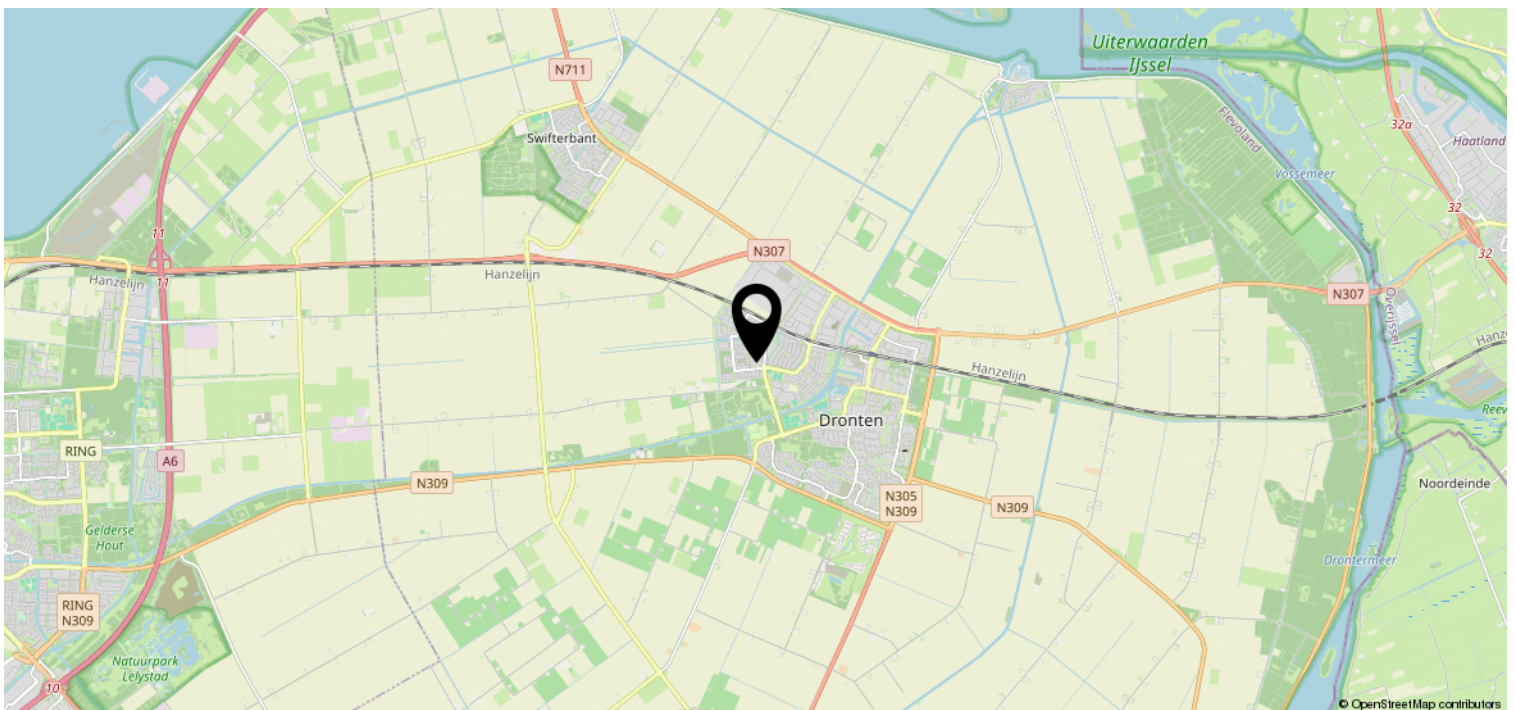 Uiterwaarden
IJssel
N711
32a
Flevoland
Swifterbant
Haatland
Vossemeer
32
11
N307
32
Hanzelijn
11
Hanzelijn
N307
Overijssel
Hanze
Hanzelijn
Reev
Dronten
RING
A6
N309
Noordeinde
N305
N309
N309
Gelderse
Hout
Drontermeer
RING
N309
Natuurpark
Lelystad
10
© OpenStreetMap contributors